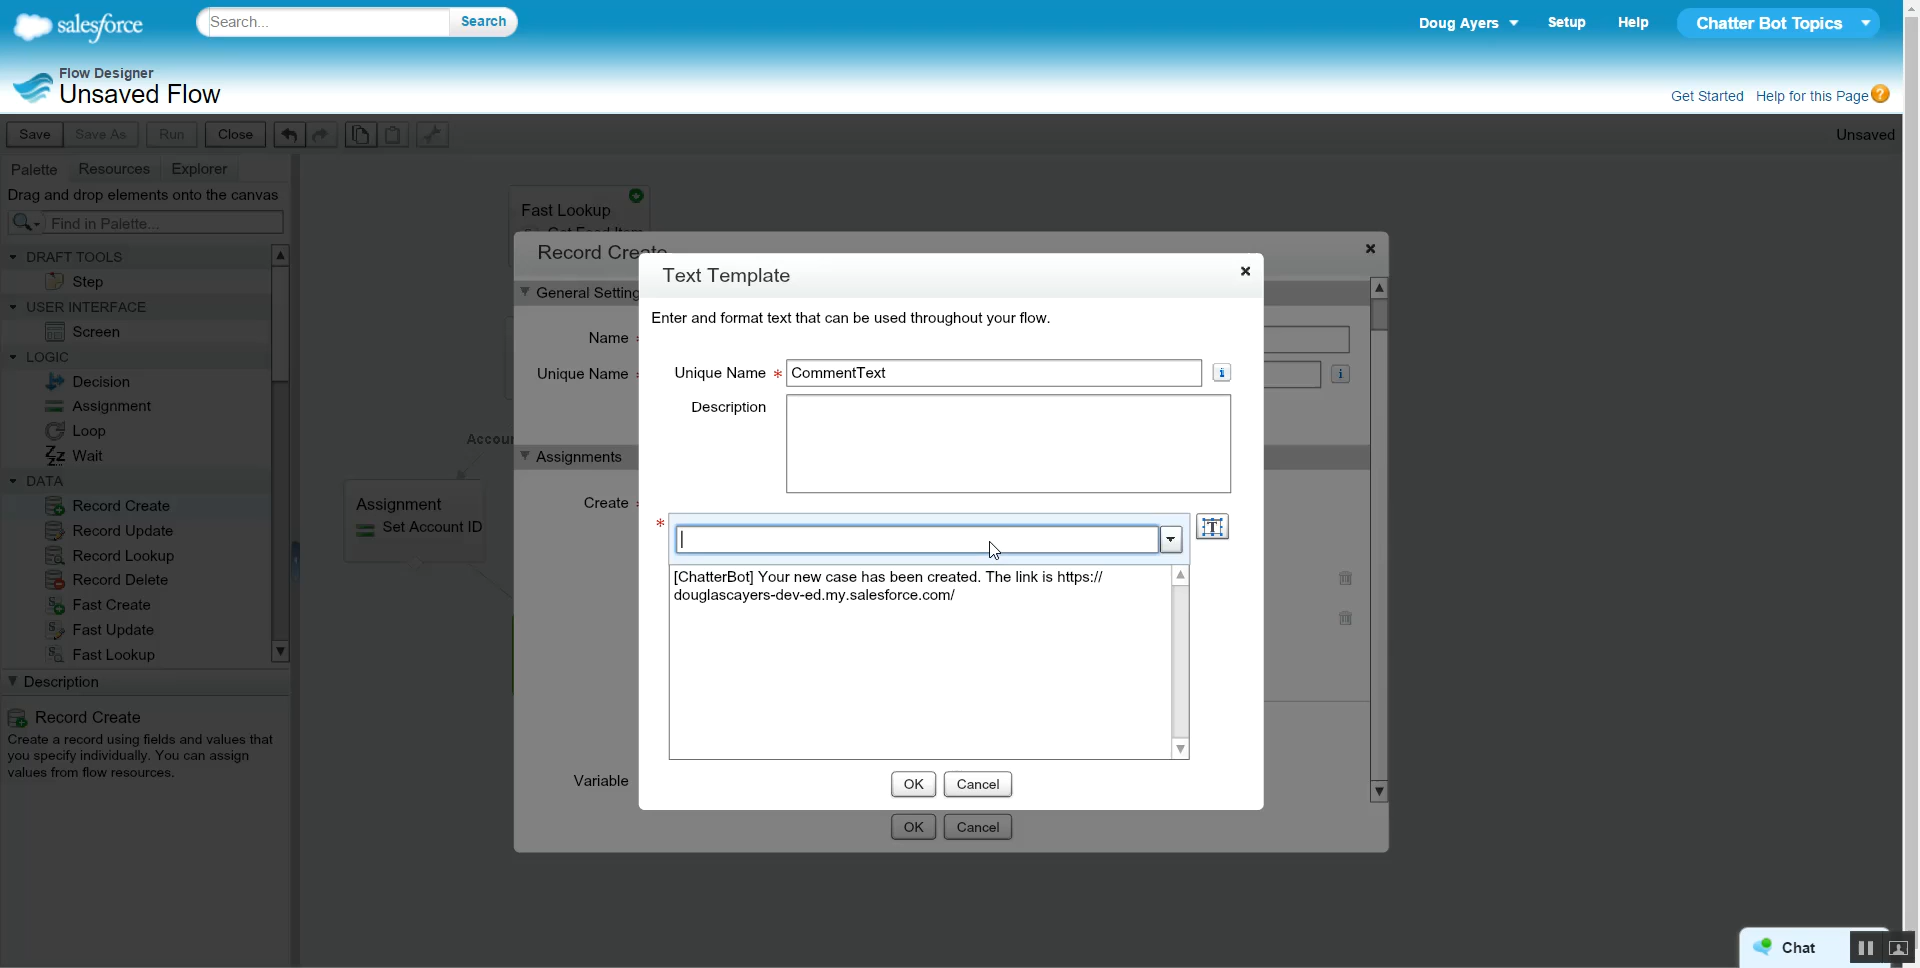 salesforce
Search...
Search
Doug Ayers
Setup
Help
Chatter Bot Topics
Flow Designer
Unsaved Flow
Get Started
Help for this Page
Save
Save As
Run
Close
Unsaved
Palette
Resources
Explorer
Drag and drop elements onto the canvas
Find in Palette...
DRAFT TOOLS
Step
USER INTERFACE
Screen
LOGIC
Decision
Assignment
Loop
Wait
DATA
Record Create
Record Update
Record Lookup
Record Delete
Fast Create
Fast Update
Fast Lookup
Description
Record Create
Create a record using fields and values that
you specify individually. You can assign
values from flow resources.
Fast Lookup
Accou
Assignment
Set Account ID
Record Create
General Setting
Name
Unique Name
Assignments
Create
Variable
OK
Cancel
Text Template
Enter and format text that can be used throughout your flow.
Unique Name * CommentText
Description
*
[ChatterBot] Your new case has been created. The link is https://
douglascayers-dev-ed.my.salesforce.com/
OK
Cancel
Chat